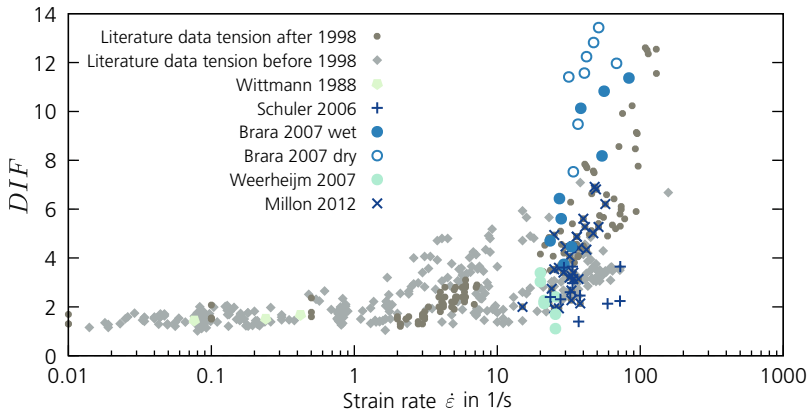 14
12
10
8
6
4
2
0
DIF
Literature data tension after 1998
Literature data tension before 1998
Wittmann 1988
Schuler 2006
Brara 2007 wet
Brara 2007 dry
Weerheijm 2007
Millon 2012
0.01 0.1 1 10 100 1000
Strain rate ε̇ in 1/s